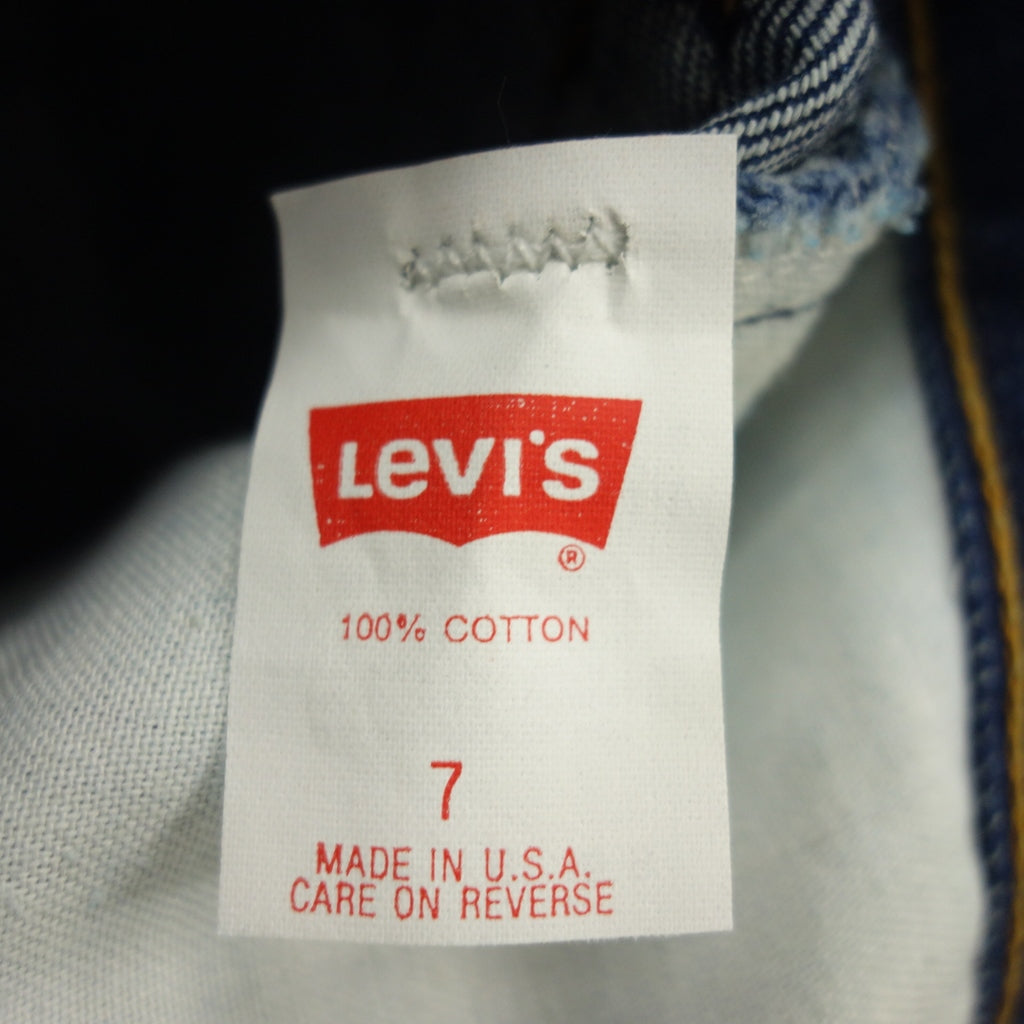 LeVI'S
®
100% COTTON
7
MADE IN U.S.A.
CARE ON REVERSE